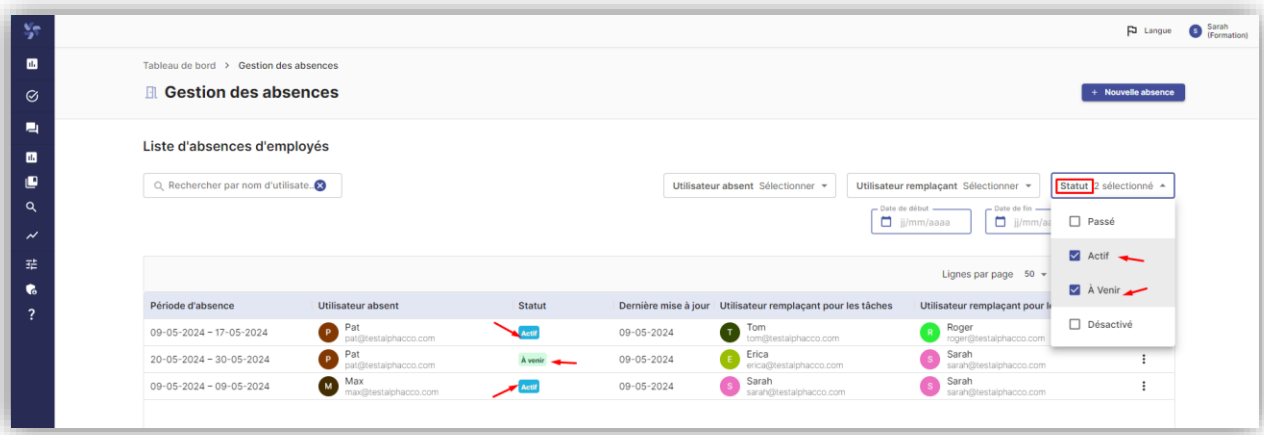 Langue
S
Sarah
(Formation)
Tableau de bord > Gestion des absences
Gestion des absences
+ Nouvelle absence
Liste d'absences d'employés
Rechercher par nom d'utilisate..
Utilisateur absent Sélectionner
Utilisateur remplaçant Sélectionner
Statut 2 sélectionné
Date de début
jj/mm/aaaa
Date de fin
jj/mm/aa
Passé
Actif
À Venir
Désactivé
Lignes par page 50
Période d'absence Utilisateur absent Statut Dernière mise à jour Utilisateur remplaçant pour les tâches Utilisateur remplaçant pour
09-05-2024 – 17-05-2024 P Pat Actif 09-05-2024 T Tom R Roger
pat@testalphacco.com tom@testalphacco.com roger@testalphacco.com
20-05-2024 – 30-05-2024 P Pat À venir 09-05-2024 E Erica S Sarah
pat@testalphacco.com erica@testalphacco.com sarah@testalphacco.com
09-05-2024 – 09-05-2024 M Max Actif 09-05-2024 S Sarah S Sarah
max@testalphacco.com sarah@testalphacco.com sarah@testalphacco.com
?